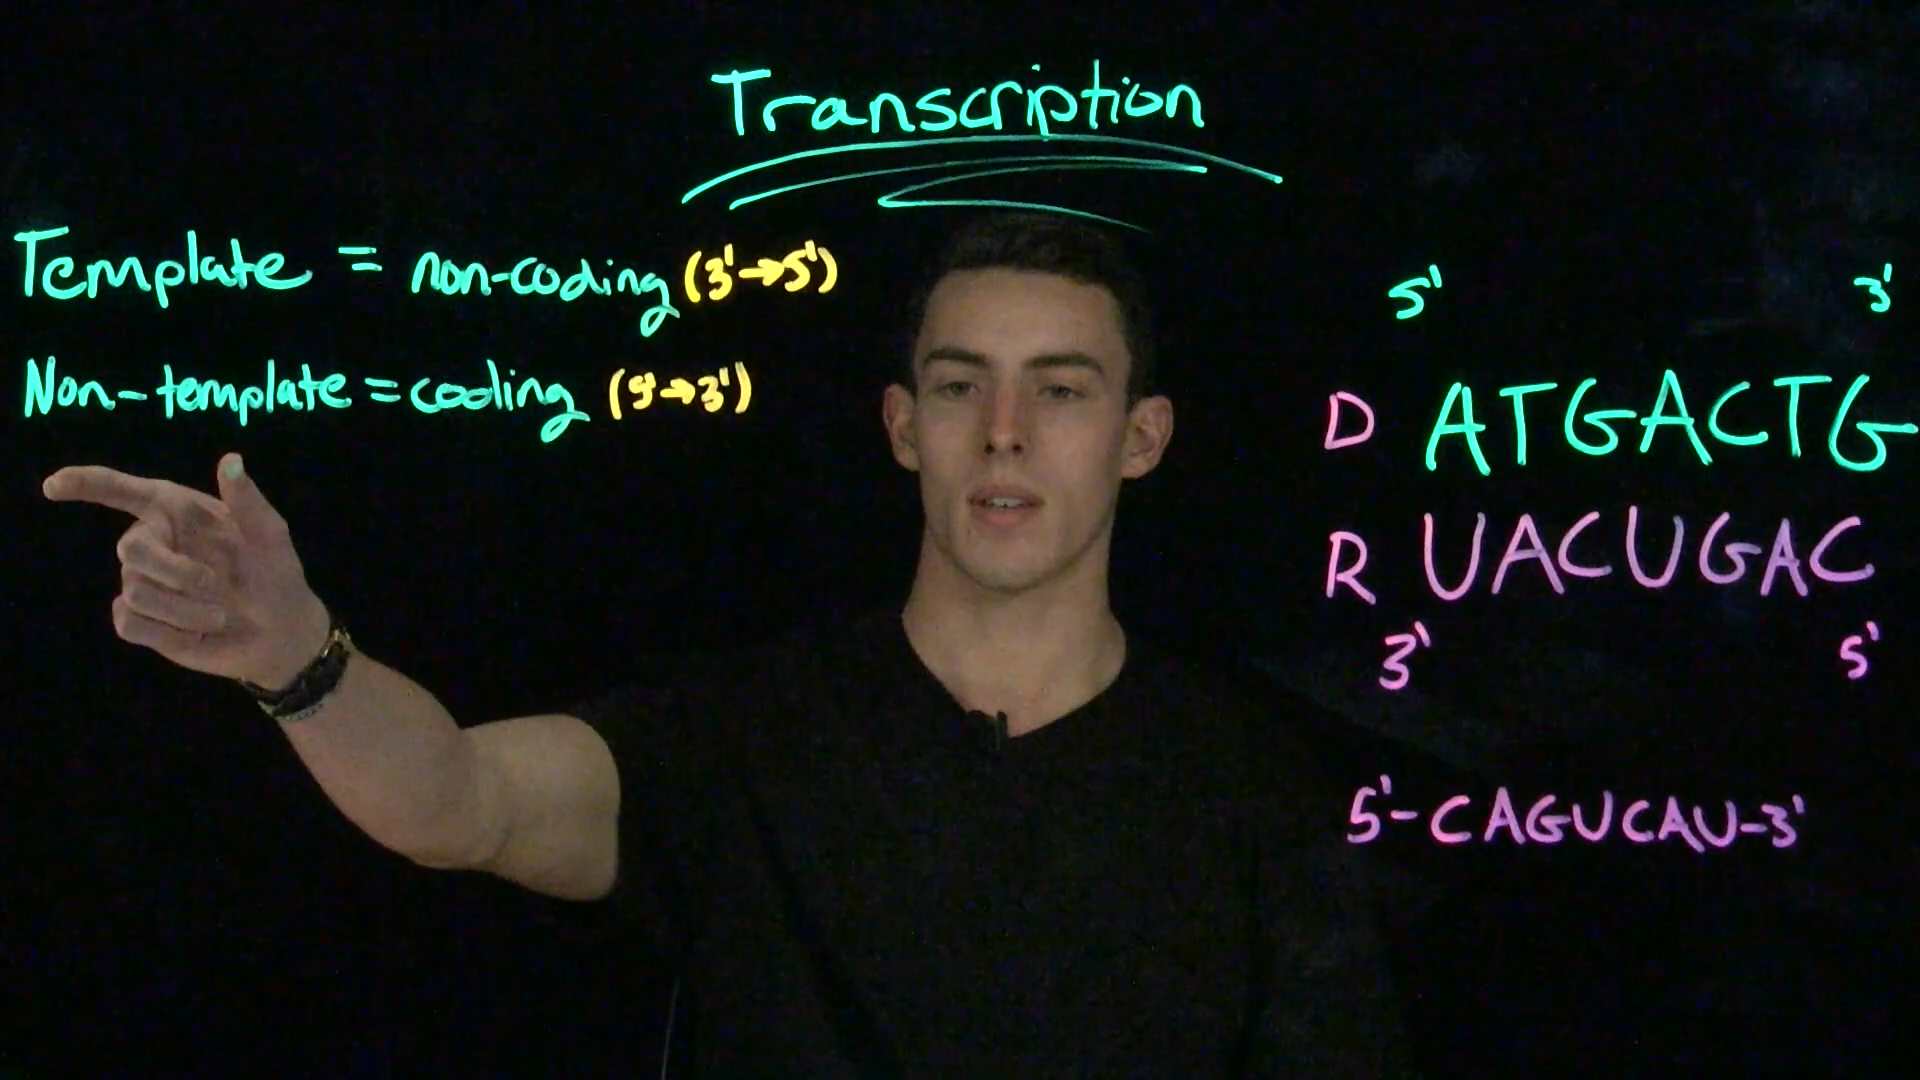 Transcription
Template = non-coding (3'→5')
Non-template = coding (5'→3')
5' 3'
D ATGACTG
R UACUGAC
3' 5'
5'-CAGUCAU-3'